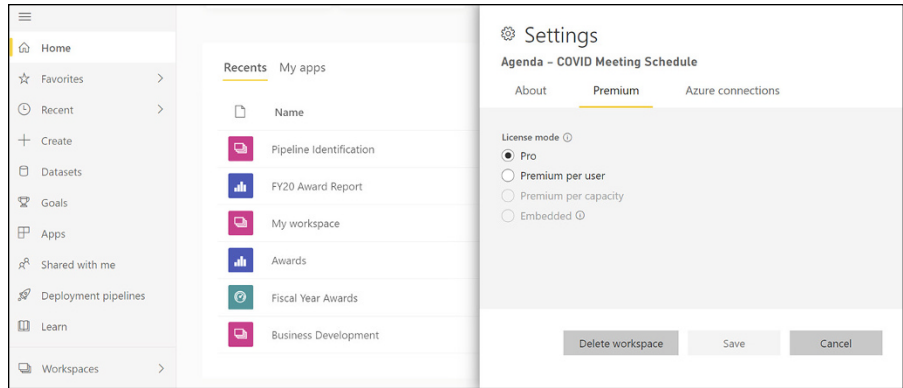 Home
Favorites
Recent
Create
Datasets
Goals
Apps
Shared with me
Deployment pipelines
Learn
Workspaces
Recents My apps
Name
Pipeline Identification
FY20 Award Report
My workspace
Awards
Fiscal Year Awards
Business Development
Settings
Agenda – COVID Meeting Schedule
About Premium Azure connections
License mode
Pro
Premium per user
Premium per capacity
Embedded
Delete workspace Save Cancel